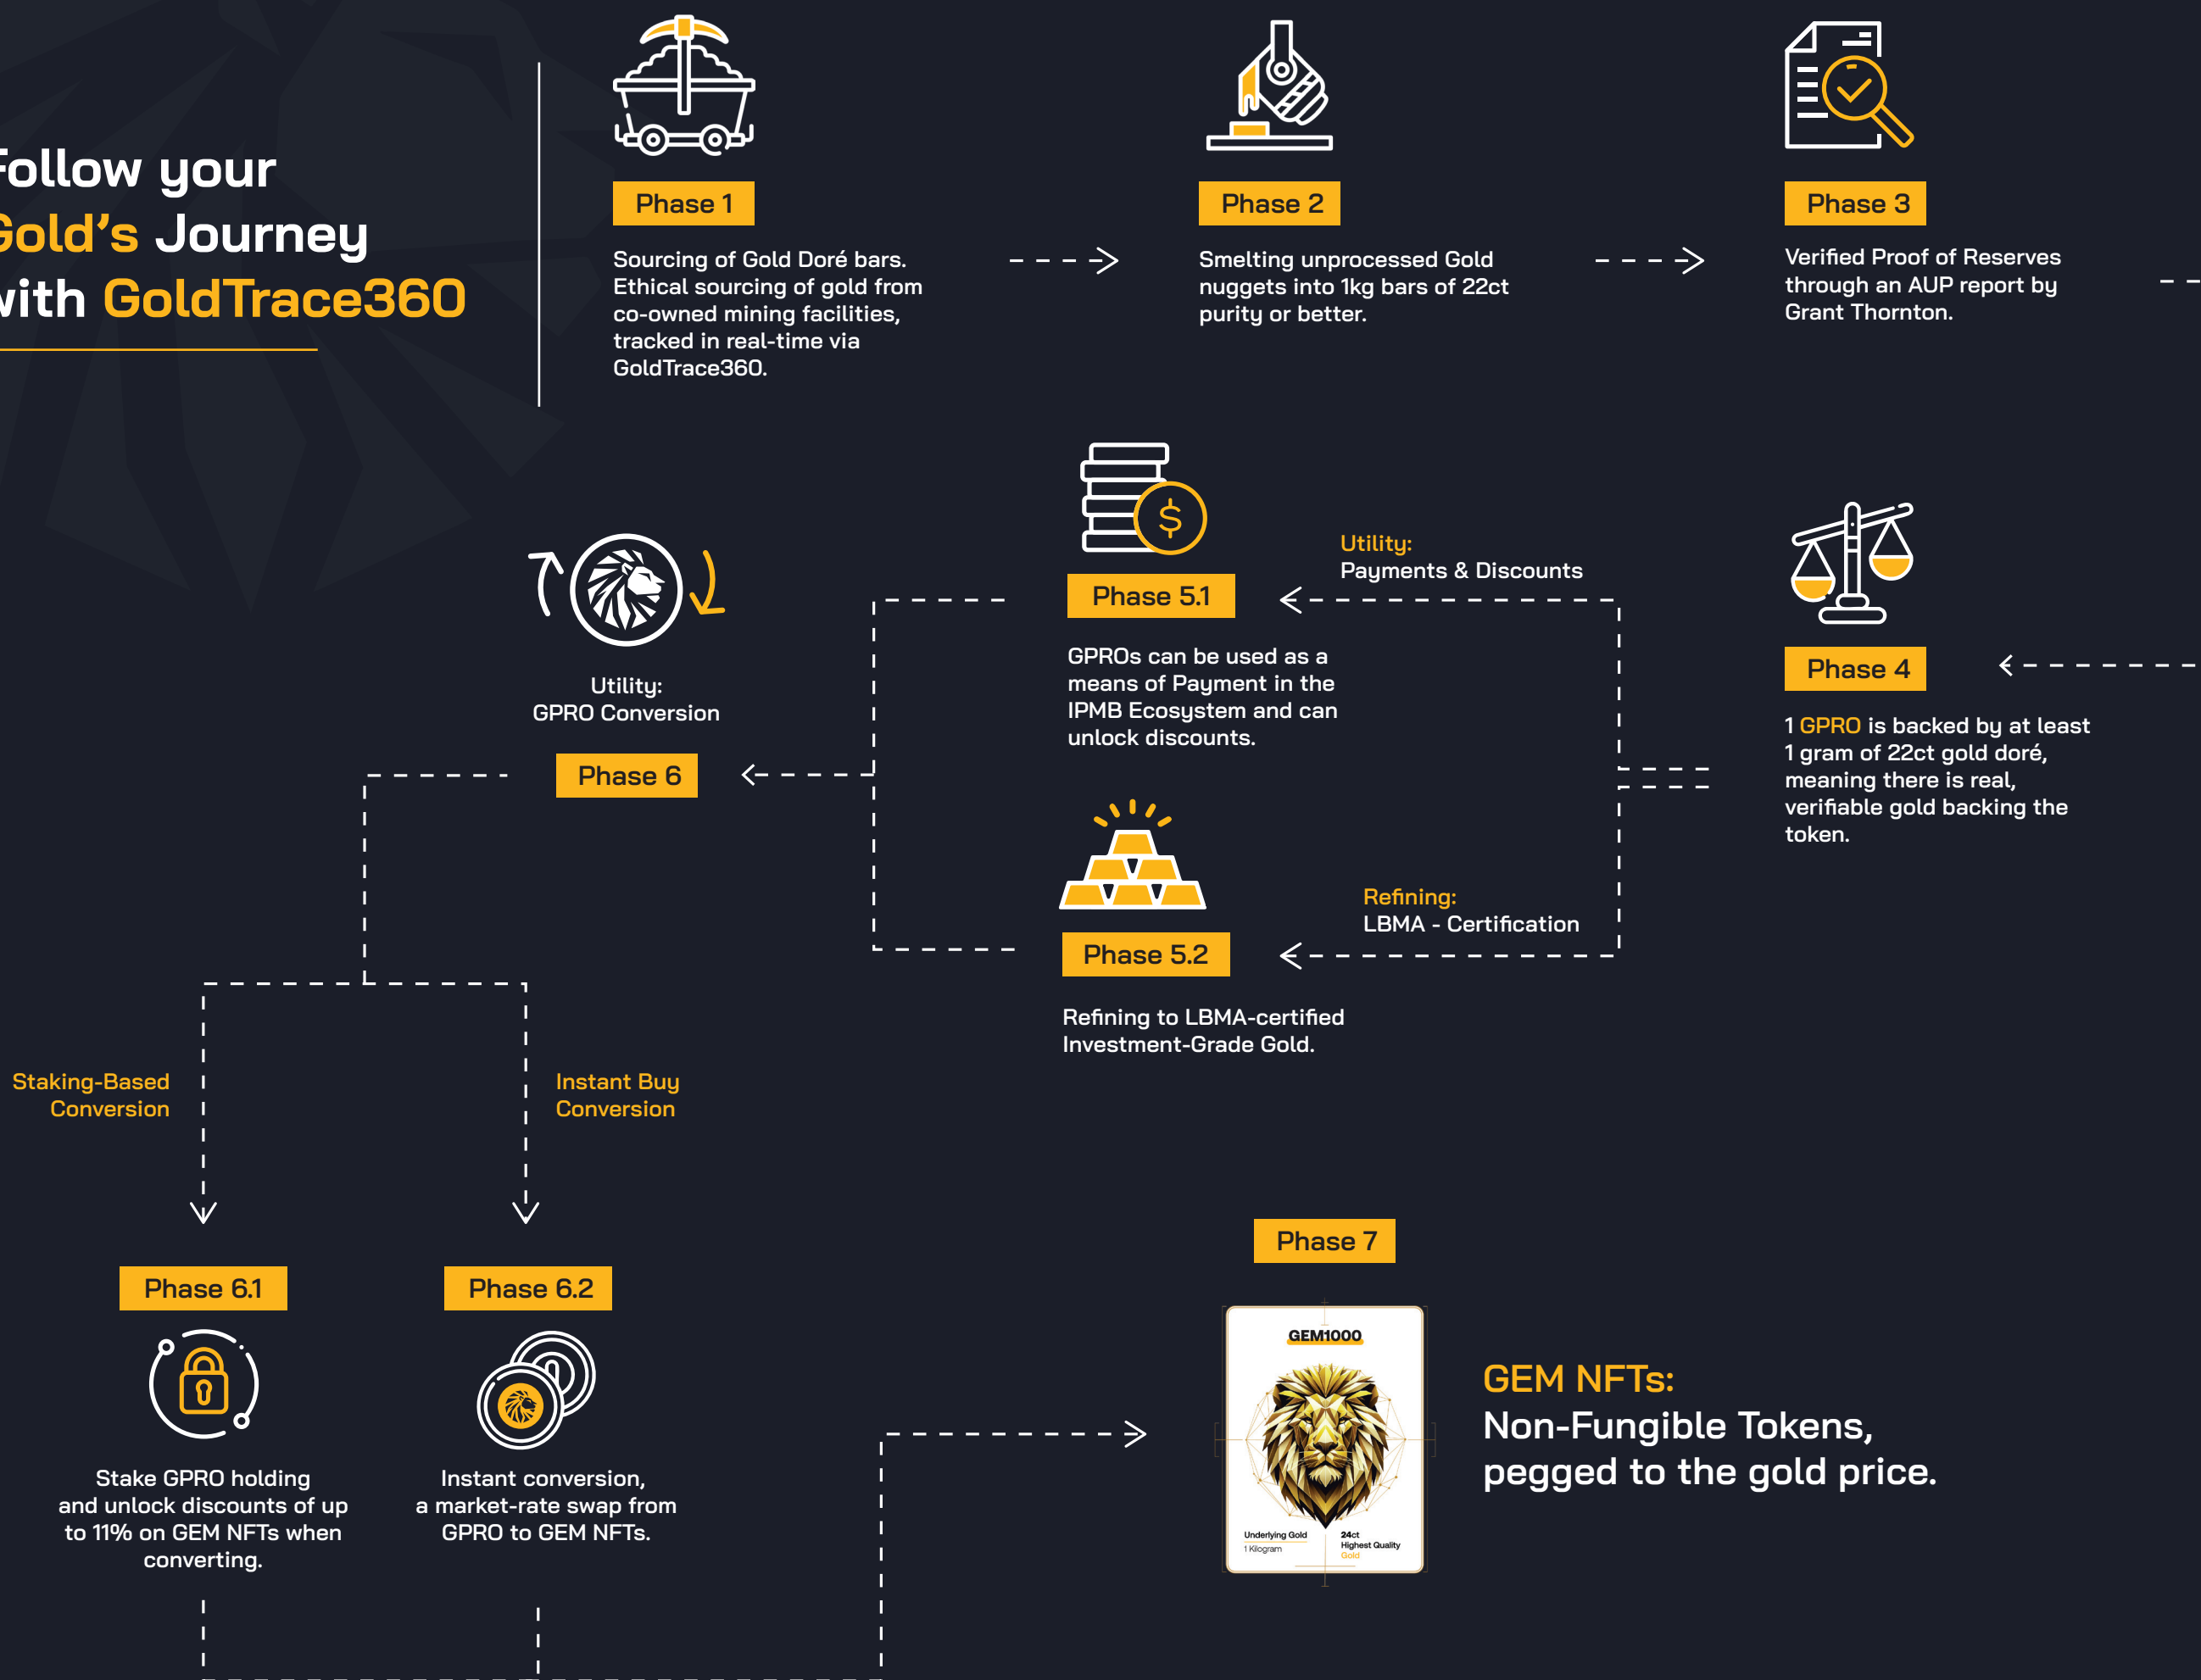 Follow your
Gold's Journey
with GoldTrace360
Phase 1
Sourcing of Gold Doré bars.
Ethical sourcing of gold from
co-owned mining facilities,
tracked in real-time via
GoldTrace360.
Phase 2
Smelting unprocessed Gold
nuggets into 1kg bars of 22ct
purity or better.
Phase 3
Verified Proof of Reserves
through an AUP report by
Grant Thornton.
Phase 4
1 GPRO is backed by at least
1 gram of 22ct gold doré,
meaning there is real,
verifiable gold backing the
token.
Utility:
Payments & Discounts
$
Phase 5.1
GPROs can be used as a
means of Payment in the
IPMB Ecosystem and can
unlock discounts.
Refining:
LBMA - Certification
Phase 5.2
Refining to LBMA-certified
Investment-Grade Gold.
Utility:
GPRO Conversion
Phase 6
Staking-Based
Conversion
Instant Buy
Conversion
Phase 6.1
Stake GPRO holding
and unlock discounts of up
to 11% on GEM NFTs when
converting.
Phase 6.2
Instant conversion,
a market-rate swap from
GPRO to GEM NFTs.
Phase 7
GEM1000
Underlying Gold
1 Kilogram
24ct
Highest Quality
Gold
GEM NFTs:
Non-Fungible Tokens,
pegged to the gold price.